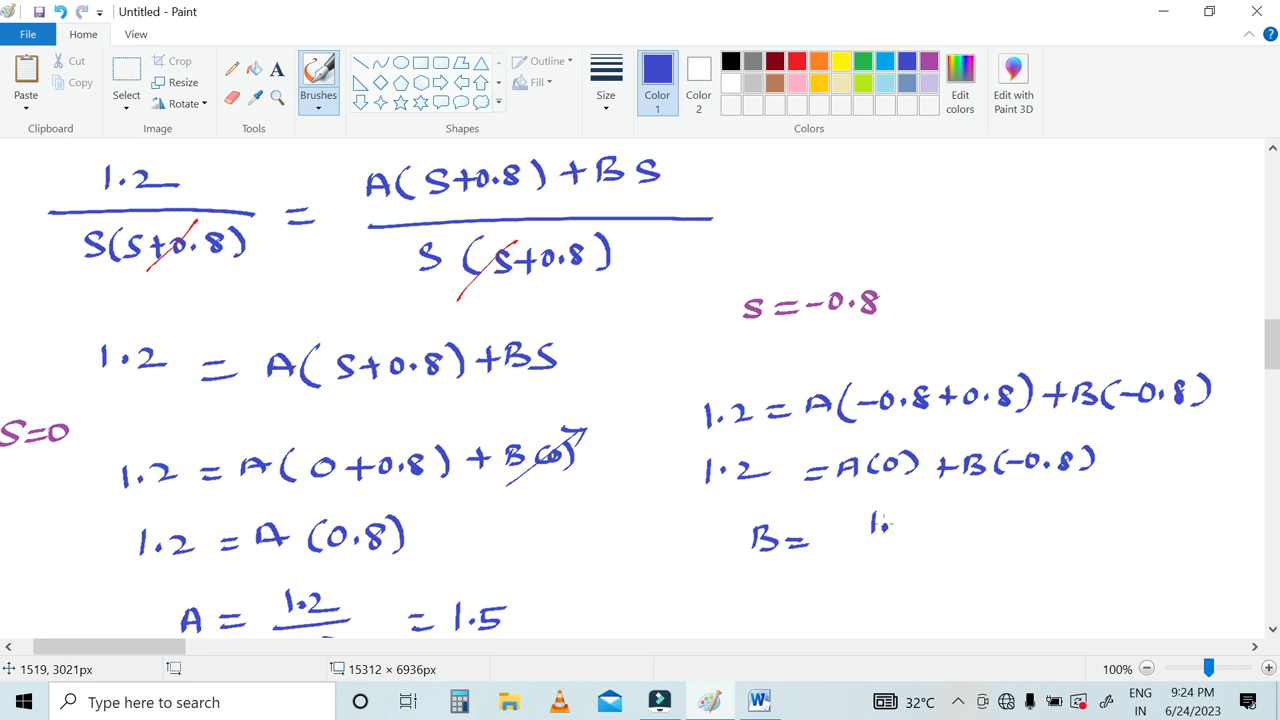 Untitled - Paint
File Home View
Paste
Cut
Copy
Clipboard
Select
Crop
Resize
Rotate
Image
Tools
Brushes
Outline
Fill
Shapes
Size
Color 1
Color 2
Colors
Edit colors
Edit with Paint 3D
1.2 / S(S+0.8) = A(S+0.8)+BS / S(S+0.8)
1.2 = A(S+0.8)+BS
S=0
1.2 = A(0+0.8)+B(0)
1.2 = A(0.8)
A = 1.2 = 1.5
S=-0.8
1.2=A(-0.8+0.8)+B(-0.8)
1.2 =A(0)+B(-0.8)
B= 1.
1519, 3021px
15312 × 6936px
100%
Type here to search
32°C
ENG
IN
9:24 PM
6/24/2023